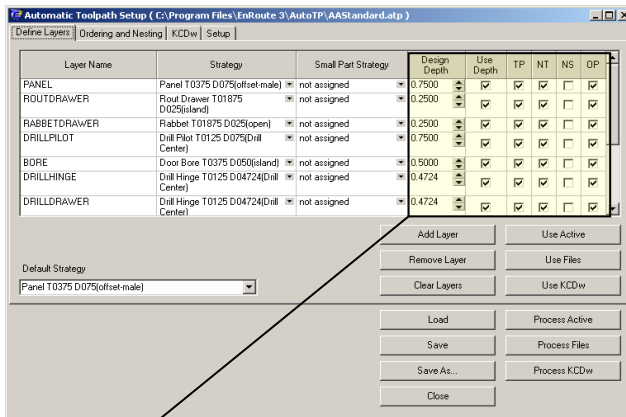 Automatic Toolpath Setup ( C:\Program Files\EnRoute 3\AutoTP\AAStandard.atp )
Define Layers Ordering and Nesting KCDw Setup
Layer Name Strategy Small Part Strategy Design Depth Use Depth TP NT NS OP
PANEL Panel T0375 D075(offset-male) not assigned 0.7500
ROUTDRAWER Rout Drawer T01875 D025(island) not assigned 0.2500
RABBETDRAWER Rabbet T01875 D025(open) not assigned 0.2500
DRILLPILOT Drill Pilot T0125 D075(Drill Center) not assigned 0.7500
BORE Door Bore T0375 D050(island) not assigned 0.5000
DRILLHINGE Drill Hinge T0125 D04724(Drill Center) not assigned 0.4724
DRILLDRAWER Drill Hinge T0125 D04724(Drill Center) not assigned 0.4724
Add Layer Use Active
Remove Layer Use Files
Default Strategy
Clear Layers Use KCDw
Panel T0375 D075(offset-male)
Load Process Active
Save Process Files
Save As... Process KCDw
Close